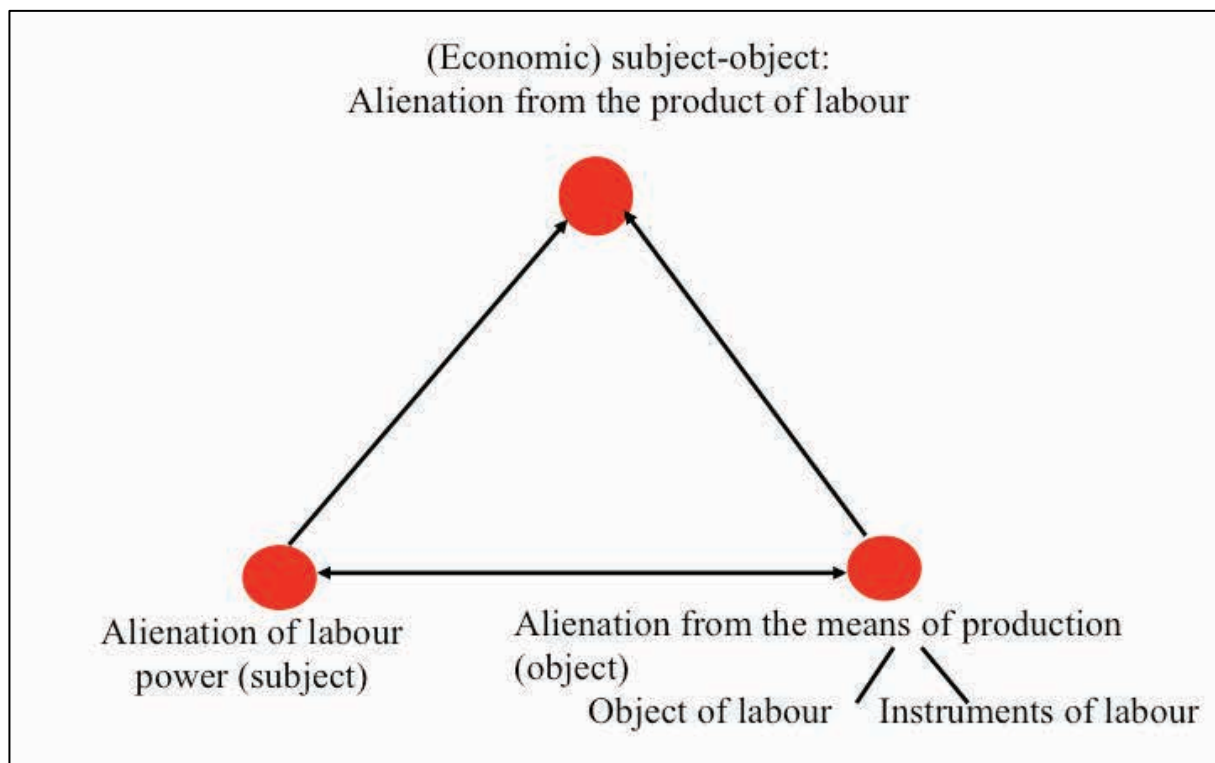 (Economic) subject-object:
Alienation from the product of labour
Alienation of labour
power (subject)
Alienation from the means of production
(object)
Object of labour
Instruments of labour